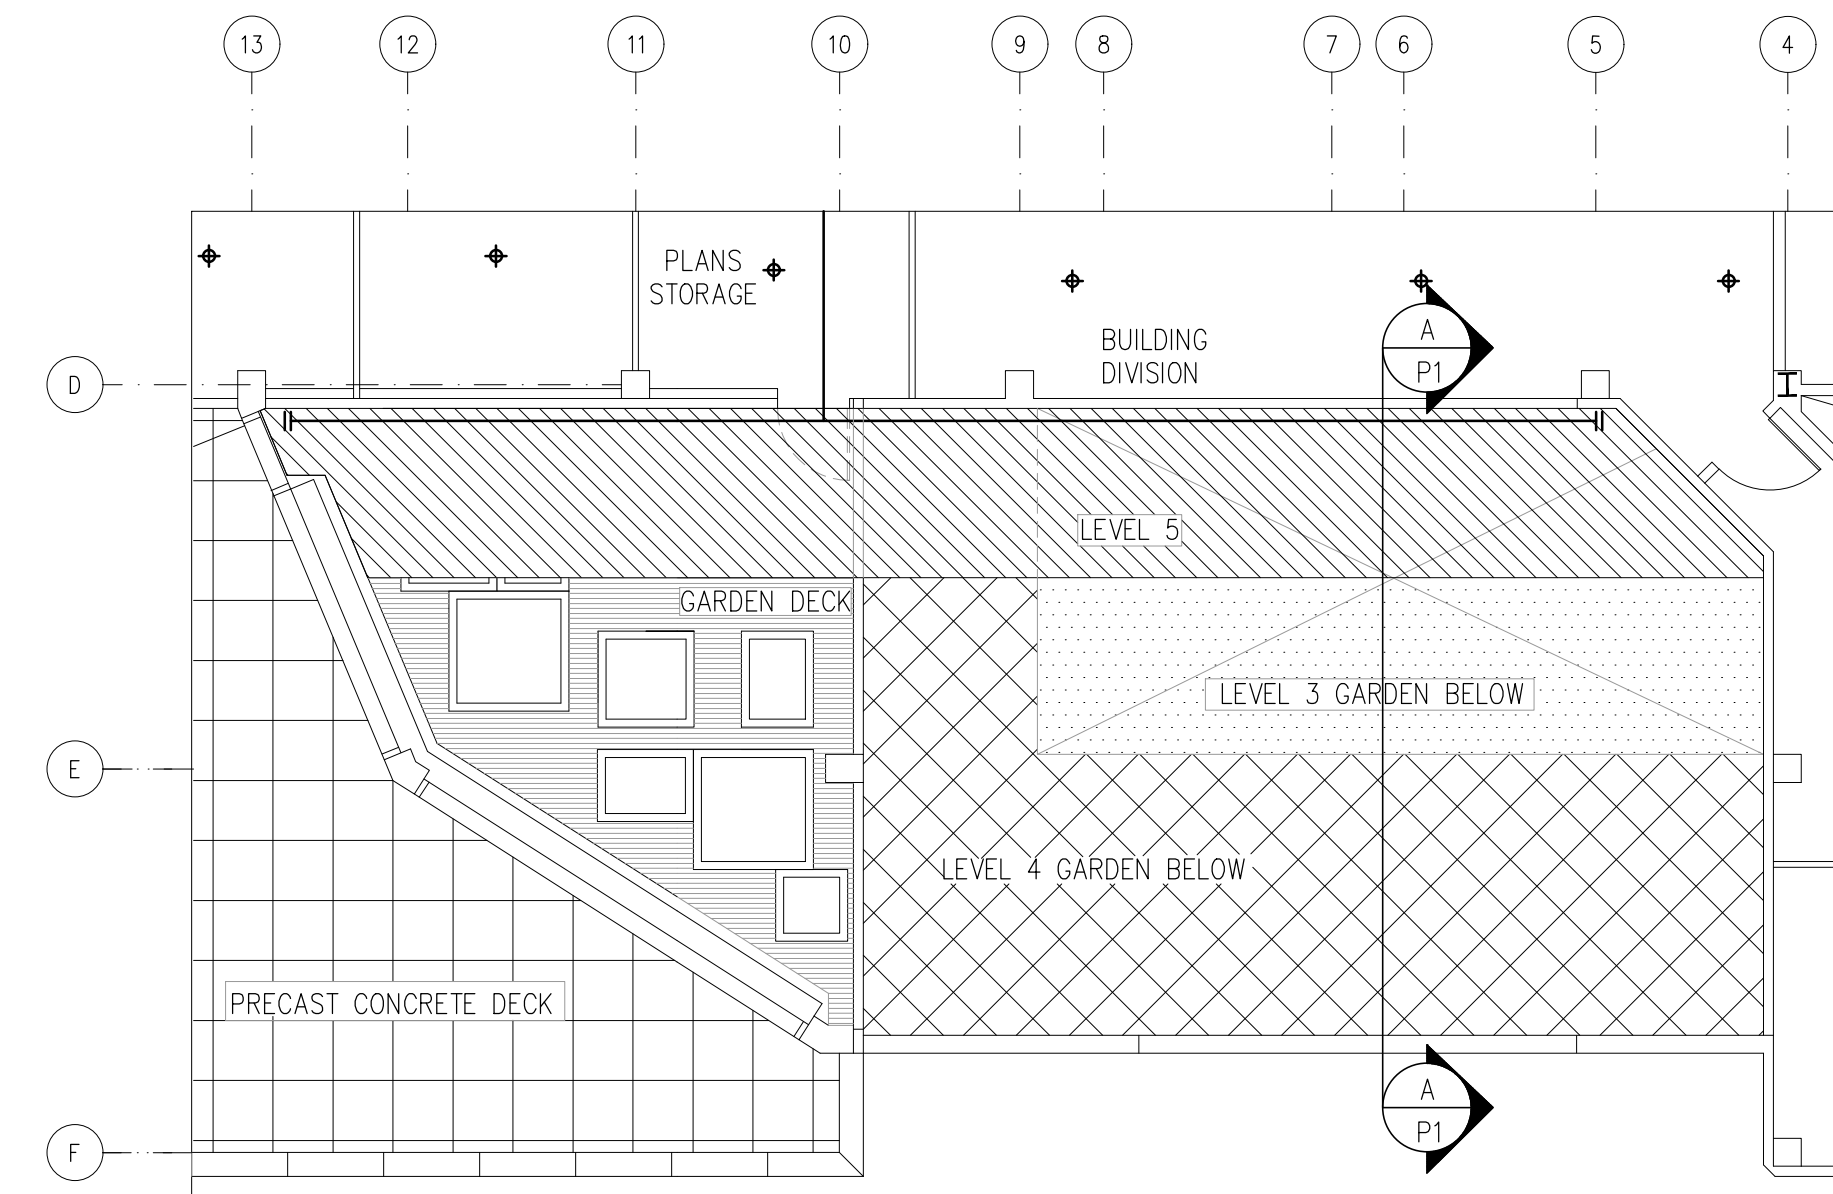 13 12 11 10 9 8 7 6 5 4
PLANS
STORAGE
BUILDING
DIVISION
A
P1
D
LEVEL 5
GARDEN DECK
LEVEL 3 GARDEN BELOW
E
LEVEL 4 GARDEN BELOW
PRECAST CONCRETE DECK
A
P1
F